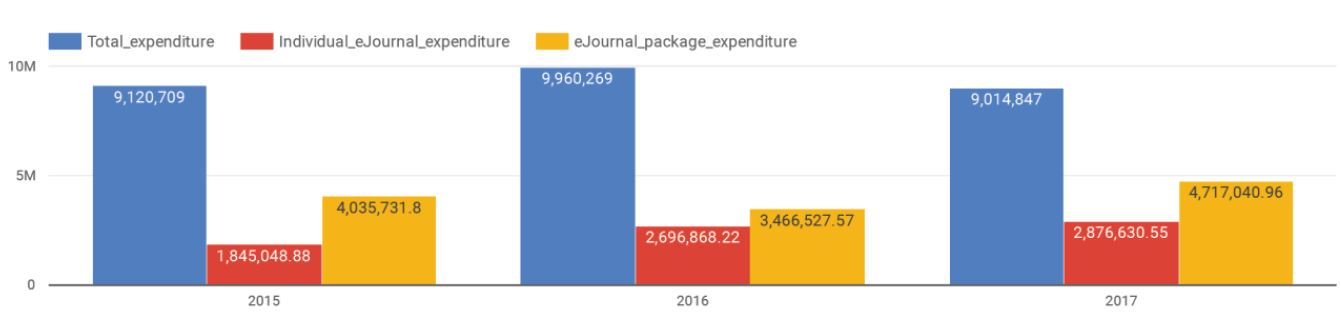 Total_expenditure Individual_eJournal_expenditure eJournal_package_expenditure
10M
9,120,709
9,960,269
9,014,847
5M
4,035,731.8
4,717,040.96
1,845,048.88
2,696,868.22
3,466,527.57
2,876,630.55
0
2015 2016 2017